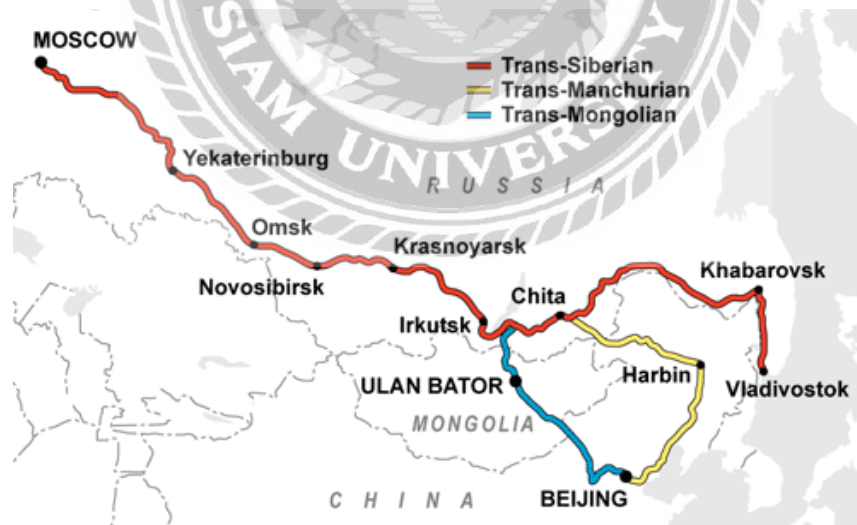 MOSCOW
Trans-Siberian
Trans-Manchurian
Trans-Mongolian
SIAM UNIVERSITY
Yekaterinburg
RUSSIA
Omsk
Krasnoyarsk
Novosibirsk
Khabarovsk
Chita
Irkutsk
ULAN BATOR
Harbin
Vladivostok
MONGOLIA
BEIJING
CHINA